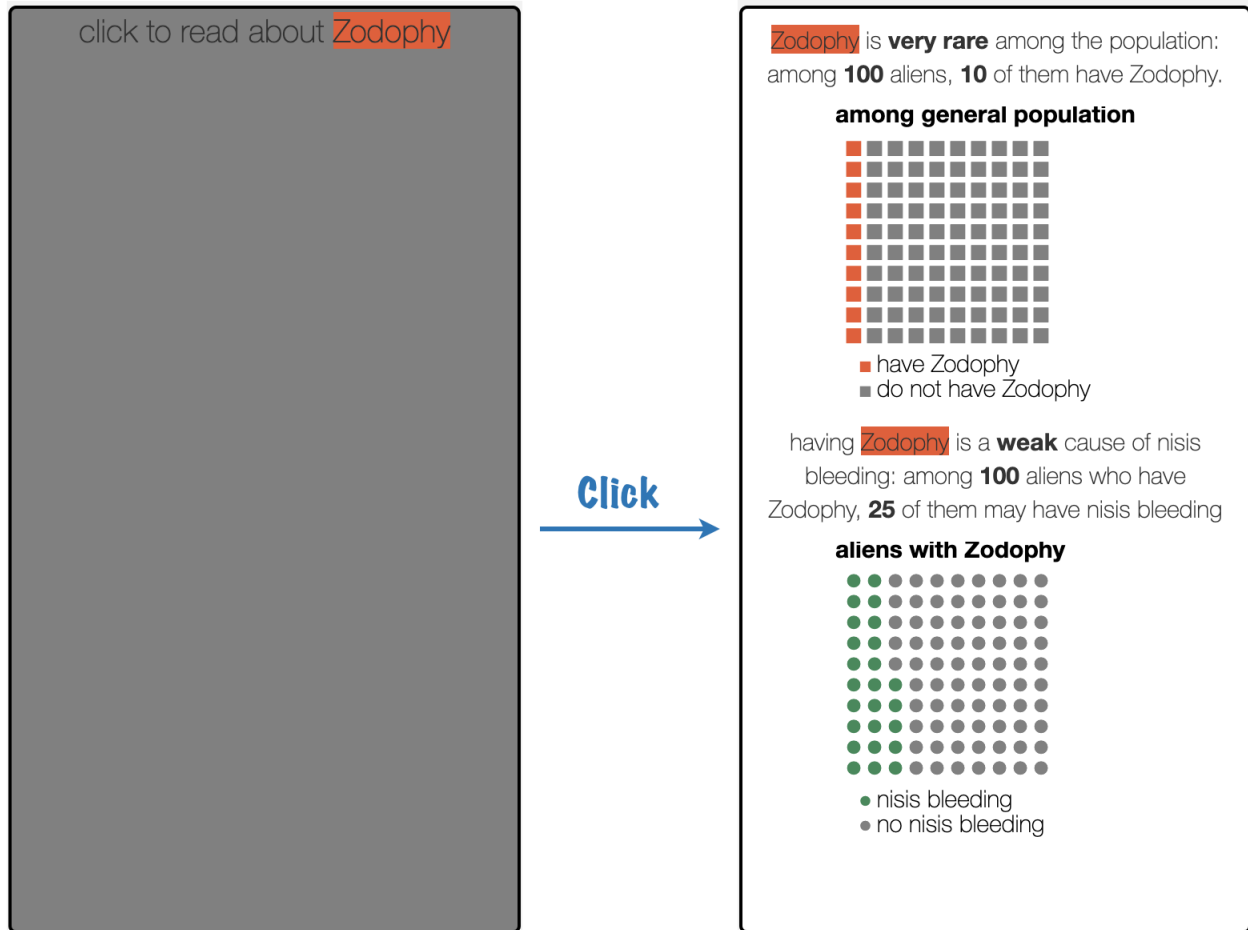 click to read about Zodophy
Click
Zodophy is very rare among the population:
among 100 aliens, 10 of them have Zodophy.
among general population
have Zodophy
do not have Zodophy
having Zodophy is a weak cause of nisis
bleeding: among 100 aliens who have
Zodophy, 25 of them may have nisis bleeding
aliens with Zodophy
nisis bleeding
no nisis bleeding